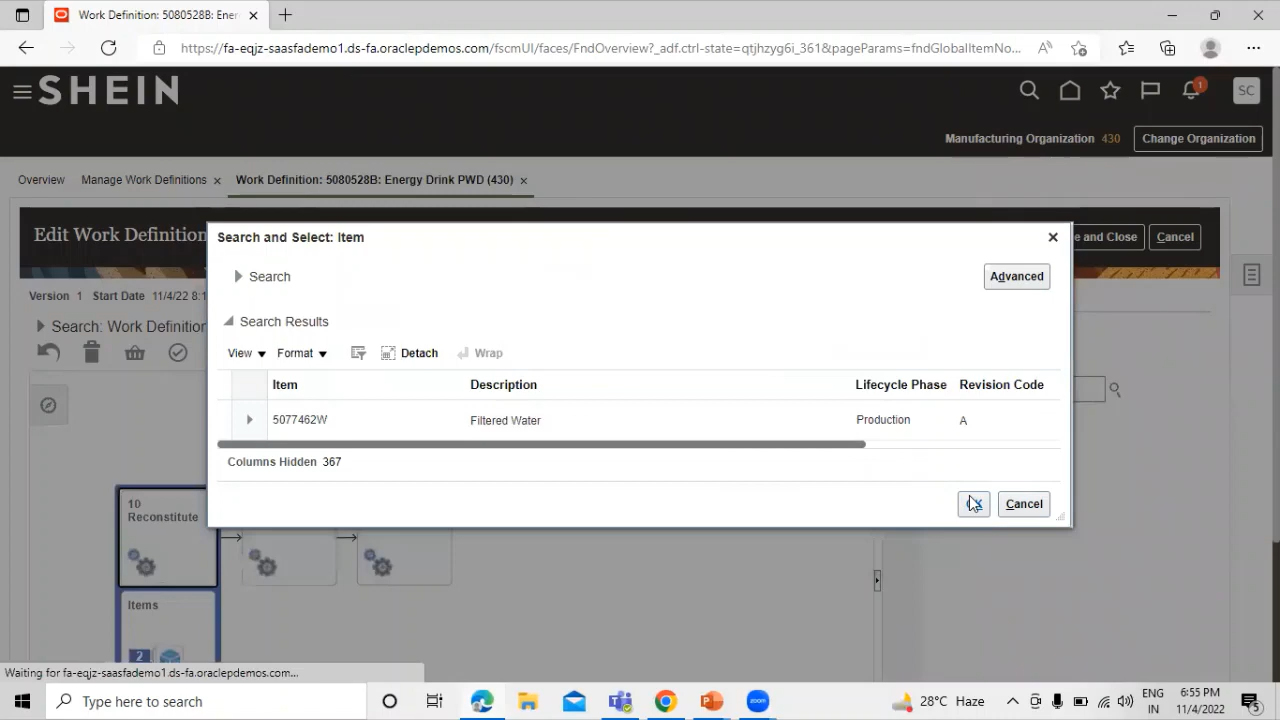 Work Definition: 5080528B: Ener
https://fa-eqjz-saasfademo1.ds-fa.oraclepdemos.com/fscmUI/faces/FndOverview?_adf.ctrl-state=qtjhzyg6i_361&pageParams=fndGlobalItemNo...
SHEIN
1
SC
Manufacturing Organization 430 Change Organization
Overview Manage Work Definitions Work Definition: 5080528B: Energy Drink PWD (430)
Edit Work Definition
e and Close Cancel
Version 1 Start Date 11/4/22 8:1
Search: Work Definition
Search and Select: Item
Search
Advanced
Search Results
View Format Detach Wrap
Item Description Lifecycle Phase Revision Code
5077462W Filtered Water Production A
Columns Hidden 367
Cancel
10
Reconstitute
Items
2
Waiting for fa-eqjz-saasfademo1.ds-fa.oraclepdemos.com...
Type here to search
28°C Haze
ENG
IN
6:55 PM
11/4/2022
5